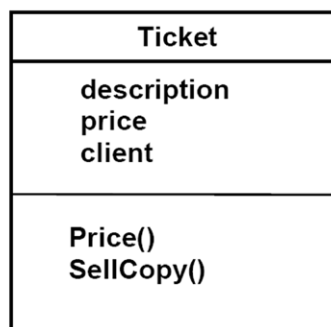 Ticket
description
price
client
Price()
SellCopy()